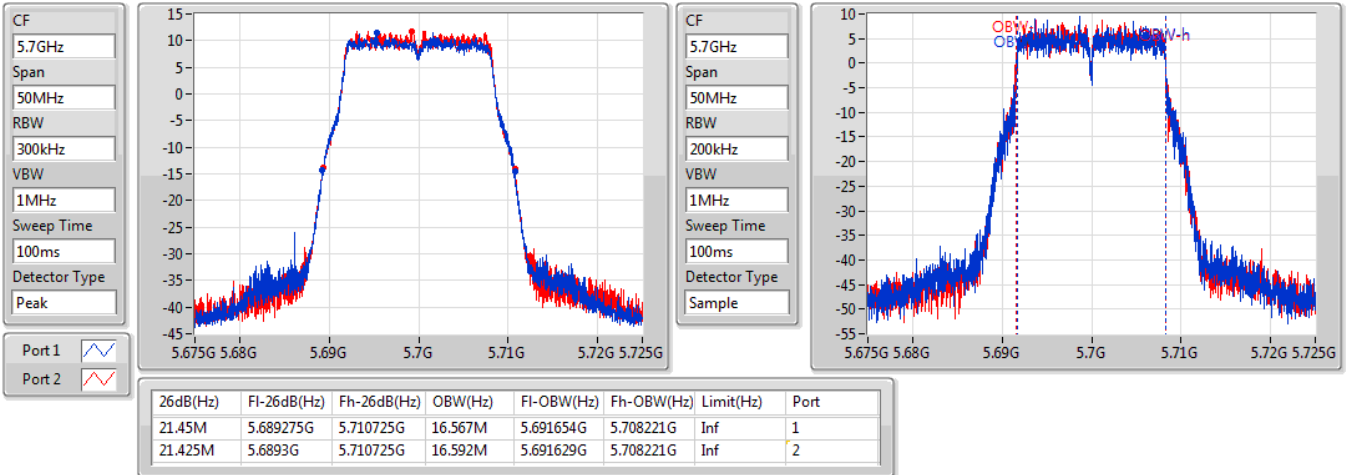 CF
5.7GHz
Span
50MHz
RBW
300kHz
VBW
1MHz
Sweep Time
100ms
Detector Type
Peak
Port 1
Port 2
15
10
5
0
-5
-10
-15
-20
-25
-30
-35
-40
-45
5.675G 5.68G 5.69G 5.7G 5.71G 5.72G 5.725G
CF
5.7GHz
Span
50MHz
RBW
200kHz
VBW
1MHz
Sweep Time
100ms
Detector Type
Sample
10
5
0
-5
-10
-15
-20
-25
-30
-35
-40
-45
-50
-55
5.675G 5.68G 5.69G 5.7G 5.71G 5.72G 5.725G
26dB(Hz) Fl-26dB(Hz) Fh-26dB(Hz) OBW(Hz) Fl-OBW(Hz) Fh-OBW(Hz) Limit(Hz) Port
21.45M 5.689275G 5.710725G 16.567M 5.691654G 5.708221G Inf 1
21.425M 5.6893G 5.710725G 16.592M 5.691629G 5.708221G Inf 2